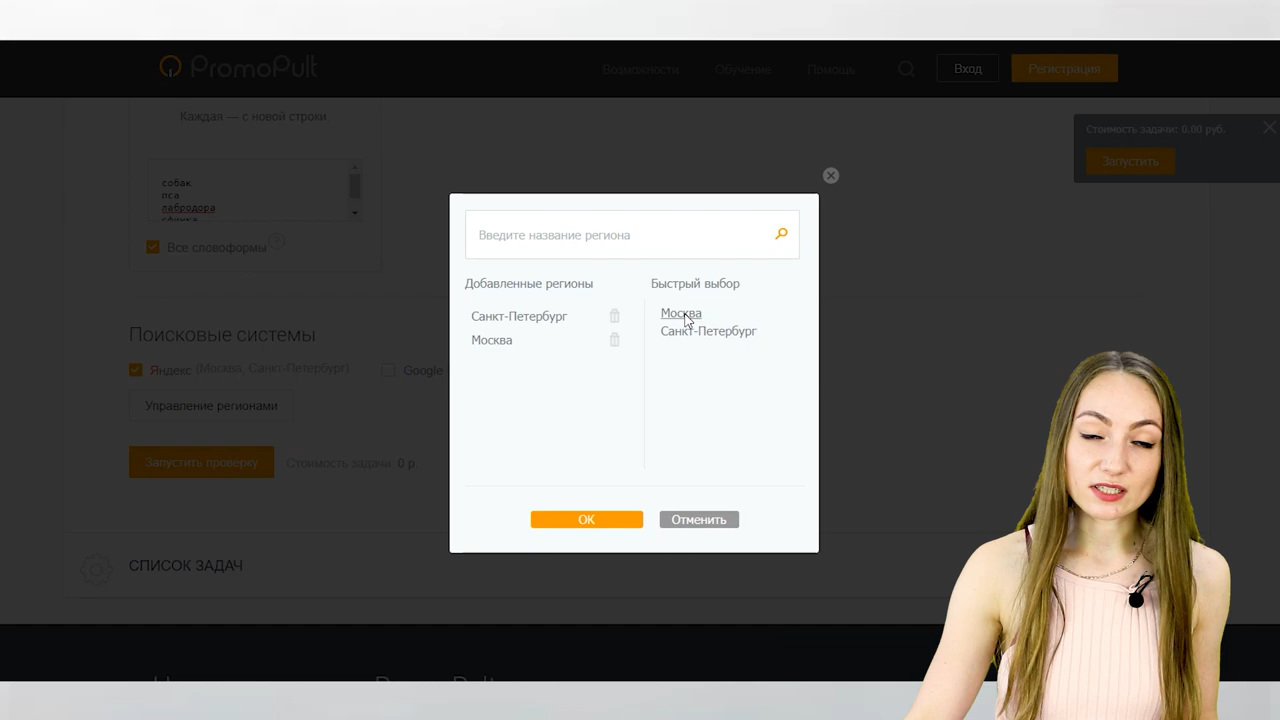 PromoPult
Возможности
Обучение
Помощь
Вход
Регистрация
Каждая — с новой строки
Стоимость задачи: 0.00 руб.
Запустить
собак
пса
лабродора
сфинка
Все словоформы
Введите название региона
Добавленные регионы
Быстрый выбор
Санкт-Петербург
Москва
Москва
Санкт-Петербург
Поисковые системы
Яндекс (Москва, Санкт-Петербург)
Google
Управление регионами
Запустить проверку
Стоимость задачи 0 р
ОК
Отменить
СПИСОК ЗАДАЧ